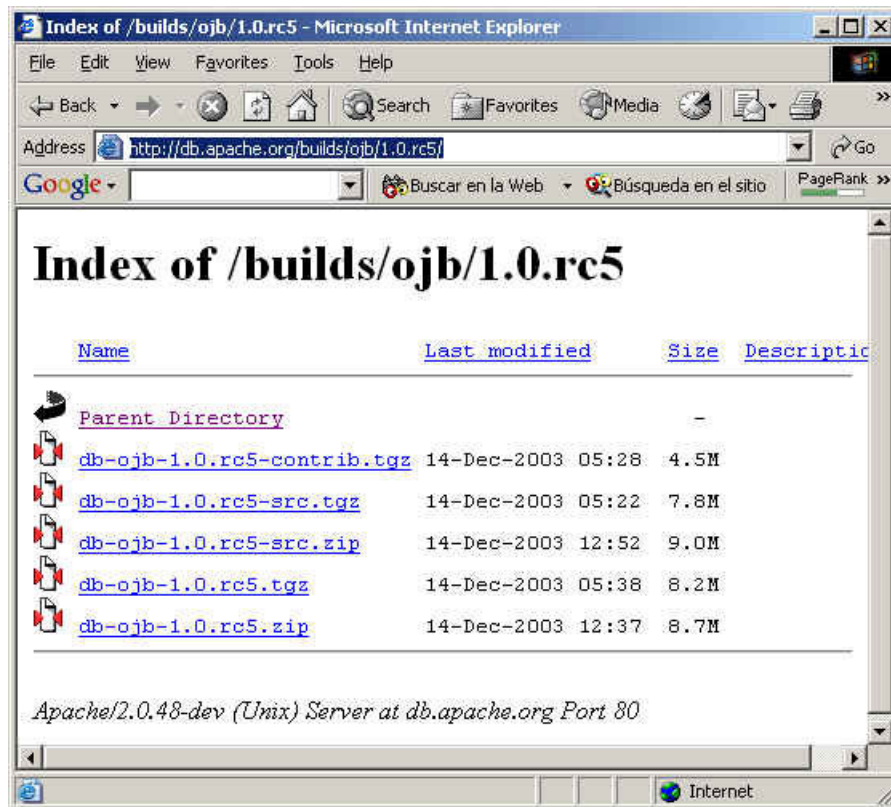 Index of /builds/ojb/1.0.rc5 - Microsoft Internet Explorer
File Edit View Favorites Tools Help
Back Search Favorites Media »
Address http://db.apache.org/builds/ojb/1.0.rc5/ Go
Google Buscar en la Web Búsqueda en el sitio PageRank »
Index of /builds/ojb/1.0.rc5
Name Last modified Size Descriptio
Parent Directory -
db-ojb-1.0.rc5-contrib.tgz 14-Dec-2003 05:28 4.5M
db-ojb-1.0.rc5-src.tgz 14-Dec-2003 05:22 7.8M
db-ojb-1.0.rc5-src.zip 14-Dec-2003 12:52 9.0M
db-ojb-1.0.rc5.tgz 14-Dec-2003 05:38 8.2M
db-ojb-1.0.rc5.zip 14-Dec-2003 12:37 8.7M
Apache/2.0.48-dev (Unix) Server at db.apache.org Port 80
Internet